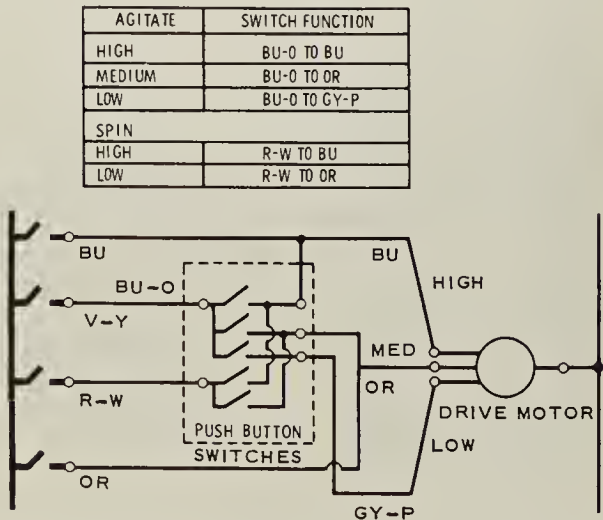 AGITATE SWITCH FUNCTION
HIGH BU-O TO BU
MEDIUM BU-O TO OR
LOW BU-O TO GY-P
SPIN
HIGH R-W TO BU
LOW R-W TO OR
BU BU
BU-O HIGH
V-Y
MED
R-W OR
DRIVE MOTOR
PUSH BUTTON
SWITCHES LOW
OR
GY-P